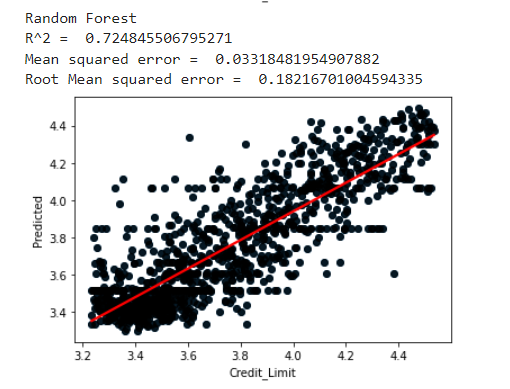 Random Forest
R^2 =  0.724845506795271
Mean squared error =  0.03318481954907882
Root Mean squared error =  0.18216701004594335
4.4
4.2
4.0
3.8
3.6
3.4
Predicted
3.2 3.4 3.6 3.8 4.0 4.2 4.4
Credit_Limit